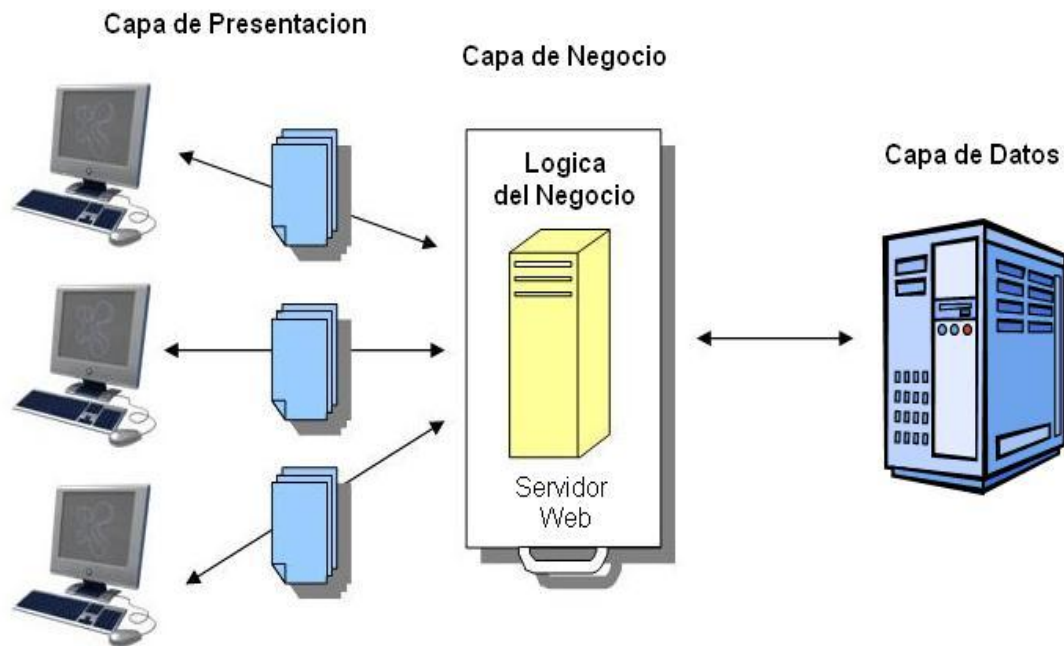 Capa de Presentacion
Capa de Negocio
Capa de Datos
Logica
del Negocio
Servidor
Web